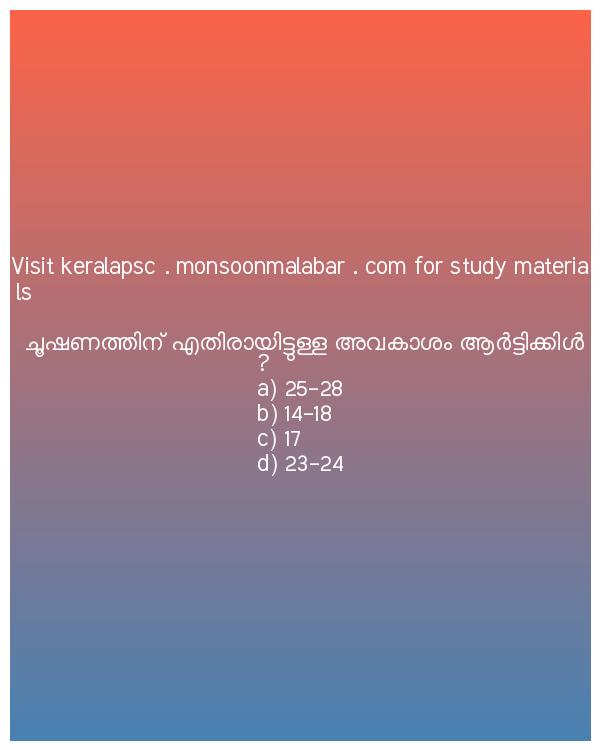 Visit keralapsc . monsoonmalabar . com for study materia
ls
ചൂഷണത്തിന് എതിരായിട്ടുള്ള അവകാശം ആർട്ടിക്കിൾ
?
a) 25-28
b) 14-18
c) 17
d) 23-24